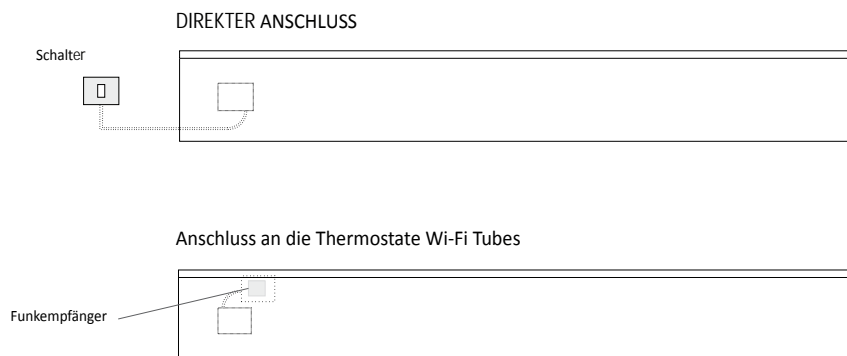 DIREKTER ANSCHLUSS
Schalter
Anschluss an die Thermostate Wi-Fi Tubes
Funkempfänger